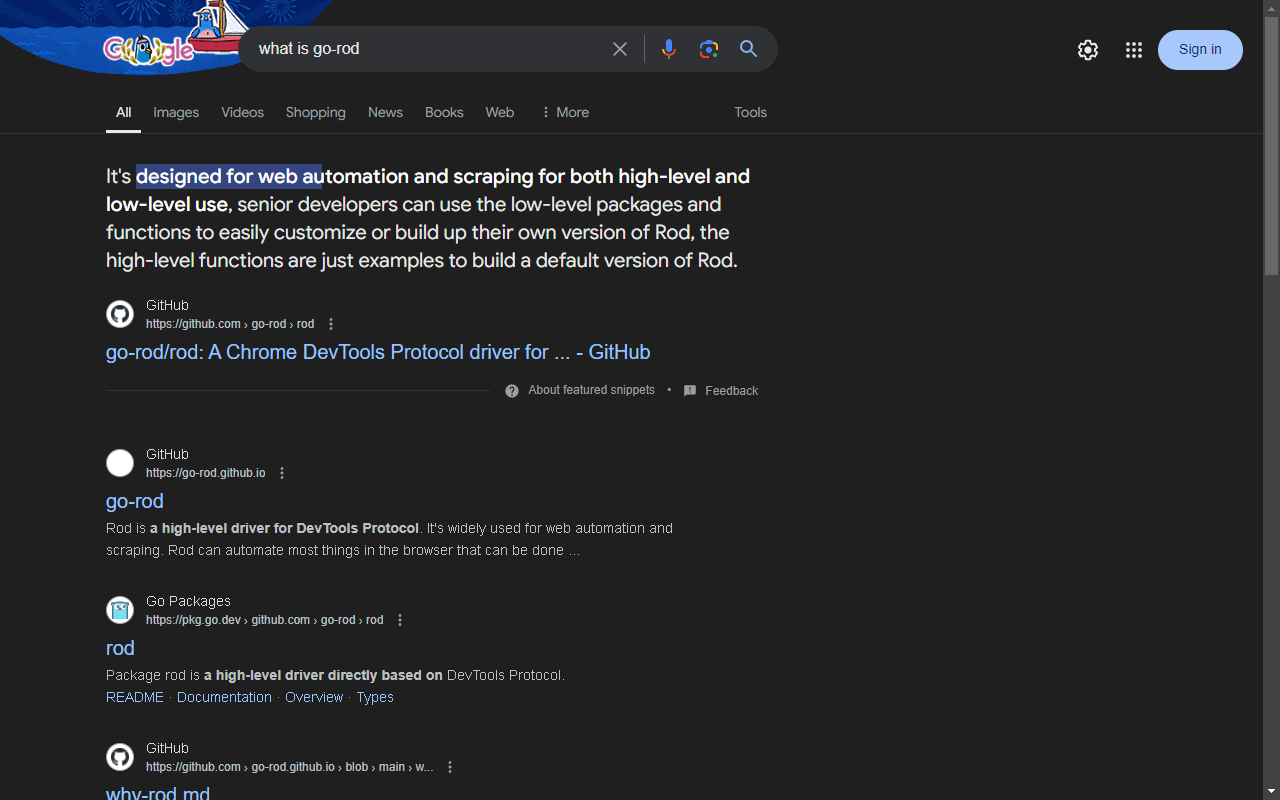 Google
what is go-rod
Sign in
All Images Videos Shopping News Books Web More Tools
It's designed for web automation and scraping for both high-level and
low-level use, senior developers can use the low-level packages and
functions to easily customize or build up their own version of Rod, the
high-level functions are just examples to build a default version of Rod.
GitHub
https://github.com › go-rod › rod
go-rod/rod: A Chrome DevTools Protocol driver for ... - GitHub
About featured snippets • Feedback
GitHub
https://go-rod.github.io
go-rod
Rod is a high-level driver for DevTools Protocol. It's widely used for web automation and
scraping. Rod can automate most things in the browser that can be done ...
Go Packages
https://pkg.go.dev › github.com › go-rod › rod
rod
Package rod is a high-level driver directly based on DevTools Protocol.
README · Documentation · Overview · Types
GitHub
https://github.com › go-rod.github.io › blob › main › w...
why-rod.md